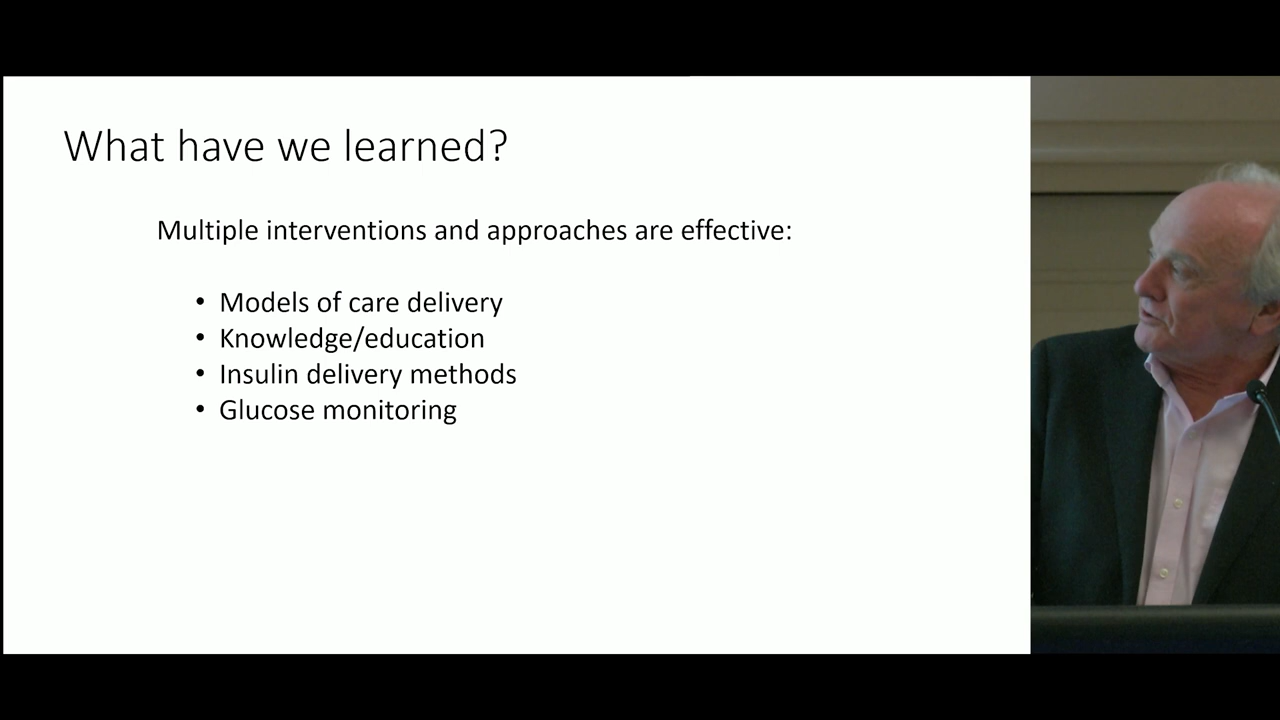 What have we learned?
Multiple interventions and approaches are effective:
• Models of care delivery
• Knowledge/education
• Insulin delivery methods
• Glucose monitoring